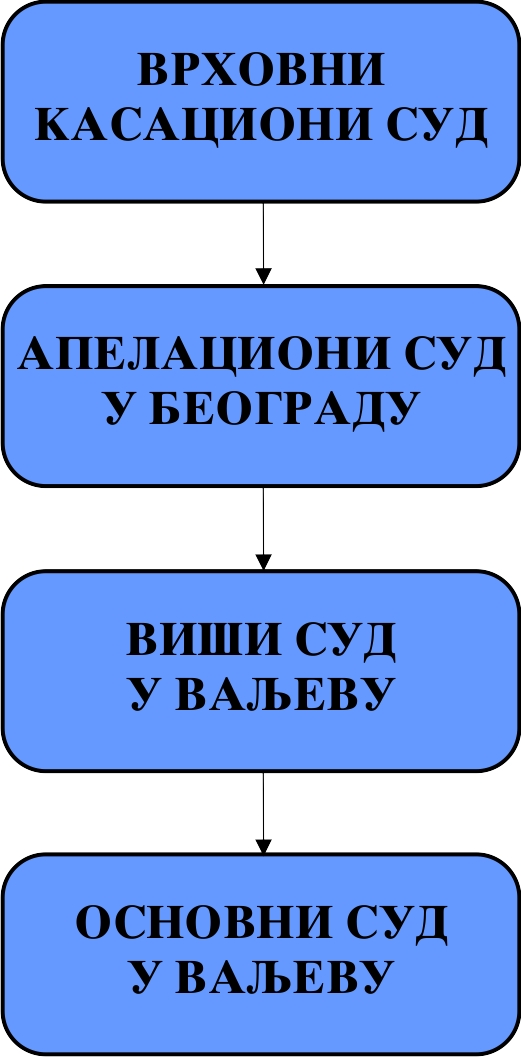 ВРХОВНИ
КАСАЦИОНИ СУД
АПЕЛАЦИОНИ СУД
У БЕОГРАДУ
ВИШИ СУД
У ВАЉЕВУ
ОСНОВНИ СУД
У ВАЉЕВУ